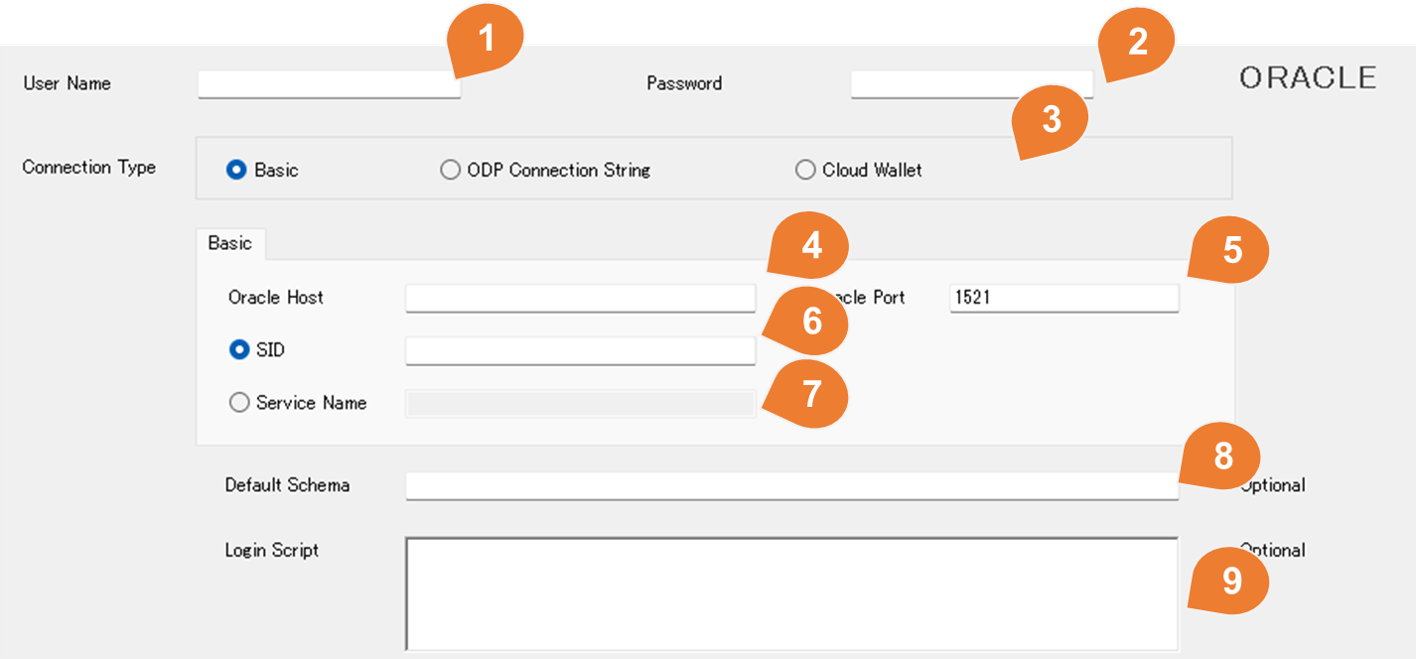 1
2
User Name
Password
ORACLE
3
Connection Type
Basic
ODP Connection String
Cloud Wallet
Basic
4
5
Oracle Host
acle Port
1521
6
SID
7
Service Name
8
Default Schema
Optional
Login Script
Optional
9